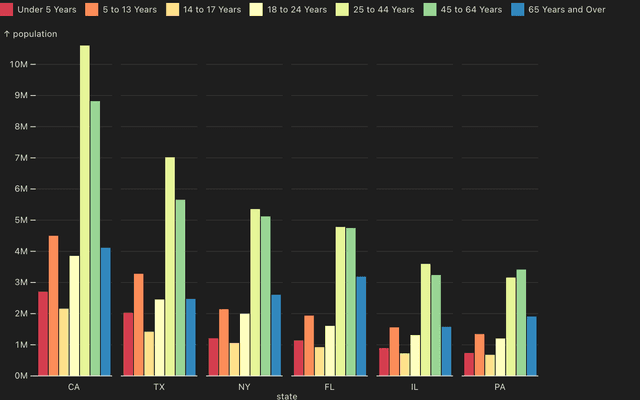 Under 5 Years 5 to 13 Years 14 to 17 Years 18 to 24 Years 25 to 44 Years 45 to 64 Years 65 Years and Over
↑ population
10M
9M
8M
7M
6M
5M
4M
3M
2M
1M
0M
CA TX NY FL IL PA
state